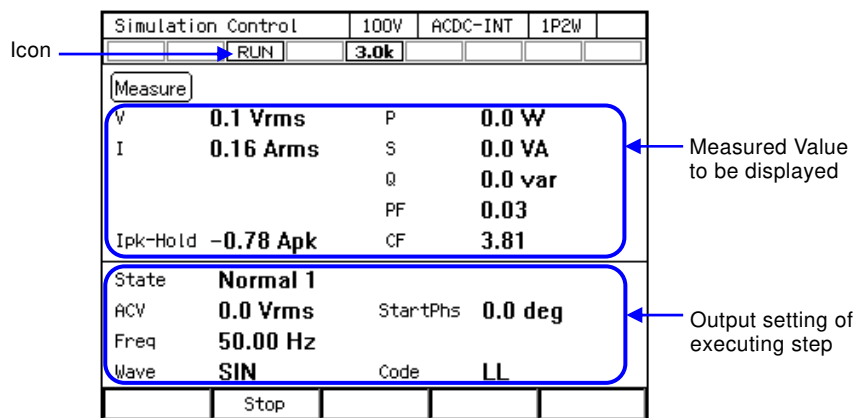 Simulation Control 100V ACDC-INT 1P2W
Icon RUN 3.0k
Measure
V 0.1 Vrms P 0.0 W
I 0.16 Arms S 0.0 VA
Q 0.0 var
PF 0.03
Ipk-Hold -0.78 Apk CF 3.81
Measured Value
to be displayed
State Normal 1
ACV 0.0 Vrms StartPhs 0.0 deg
Freq 50.00 Hz
Wave SIN Code LL
Output setting of
executing step
Stop